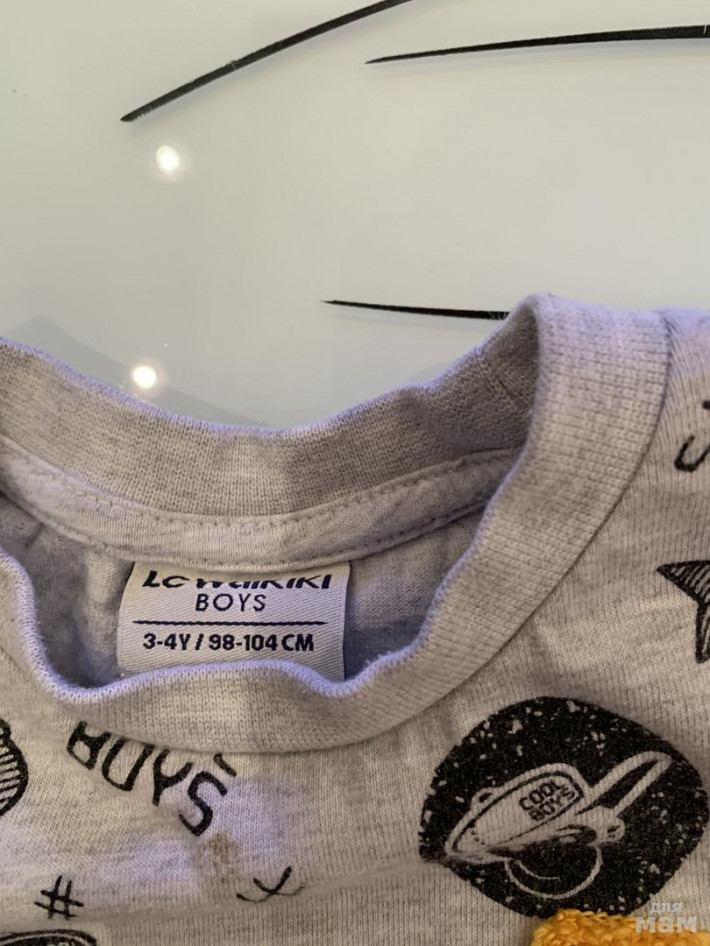 LC WAIKIKI
BOYS
3-4Y / 98-104 CM
BOYS
#
X
COOL
BOYS
для
мам